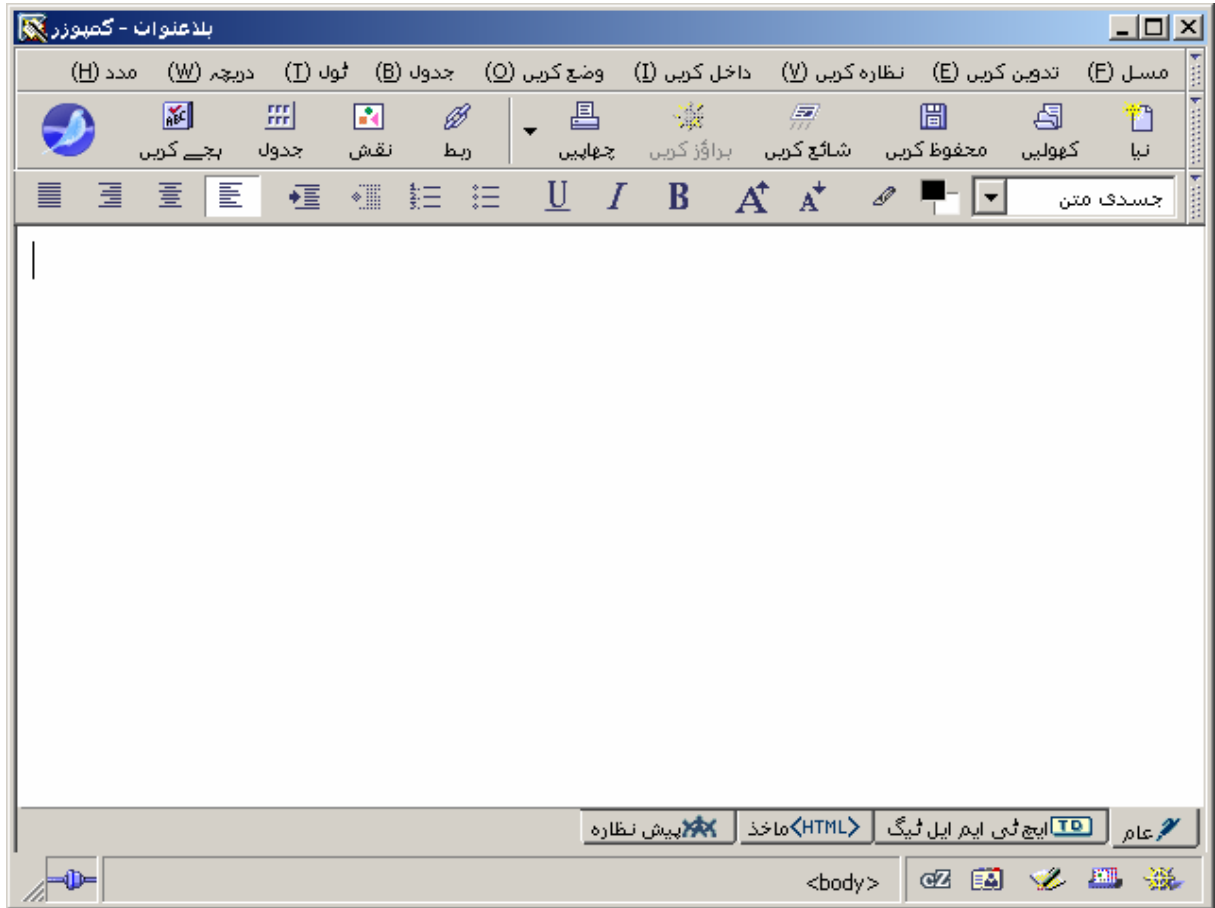 بلاعنوان - کمپوزر
مسل (F) تدوین کریں (E) نظارہ کریں (V) داخل کریں (I) وضع کریں (O) جدول (B) ٹول (T) دریچہ (W) مدد (H)
نیا کھولیں محفوظ کریں شائع کریں براؤز کریں چھاپیں ربط نقش جدول ہجے کریں
جسدی متن A A B I U
عام ایچ ٹی ایم ایل ٹیگ <HTML> ماخذ پیش نظارہ
<body>